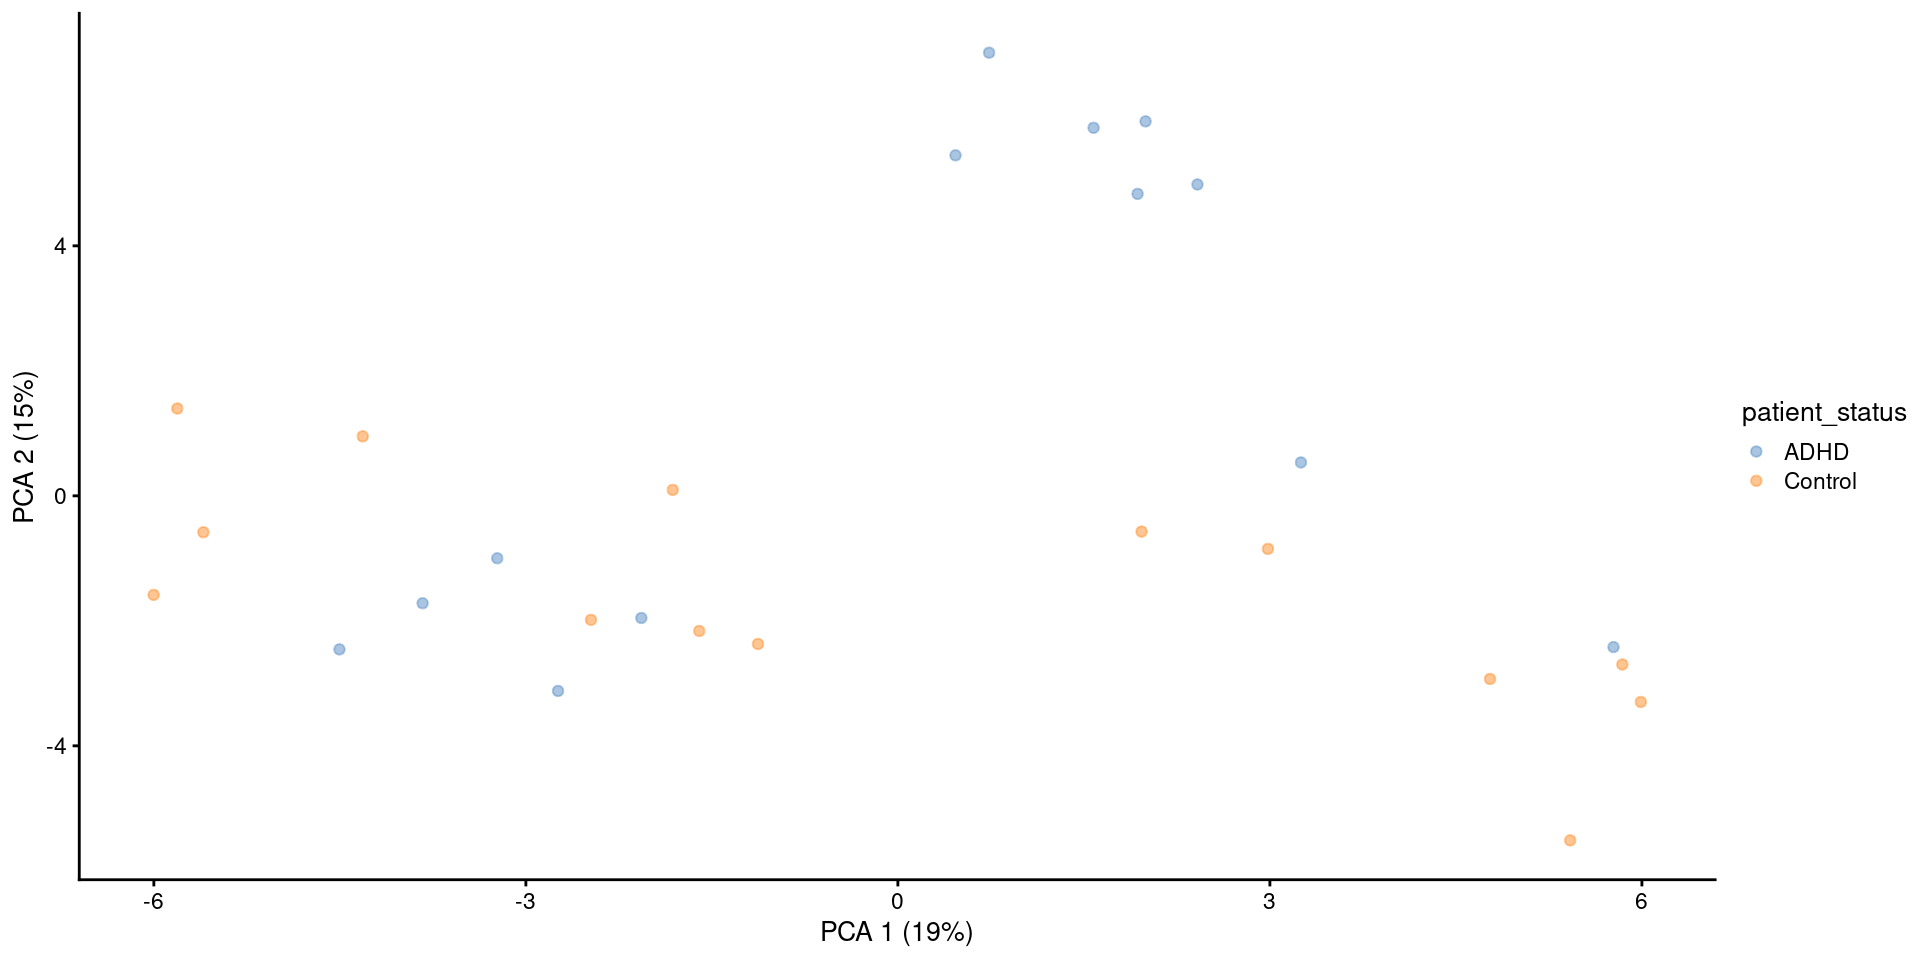 4
0
-4
-6
-3
0
3
6
PCA 1 (19%)
PCA 2 (15%)
patient_status
ADHD
Control